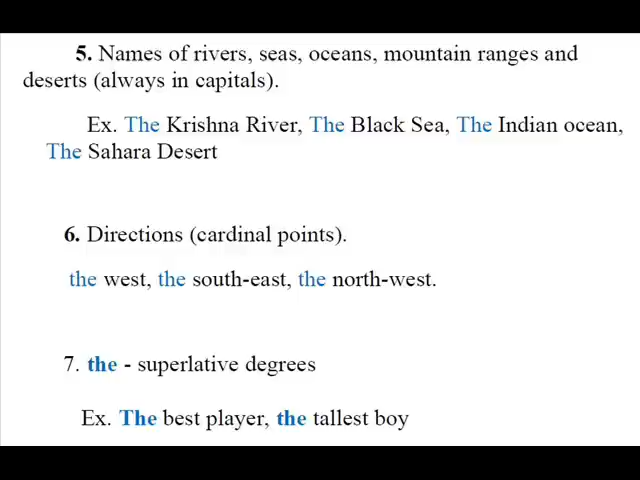 5. Names of rivers, seas, oceans, mountain ranges and
deserts (always in capitals).
Ex. The Krishna River, The Black Sea, The Indian ocean,
The Sahara Desert
6. Directions (cardinal points).
the west, the south-east, the north-west.
7. the - superlative degrees
Ex. The best player, the tallest boy